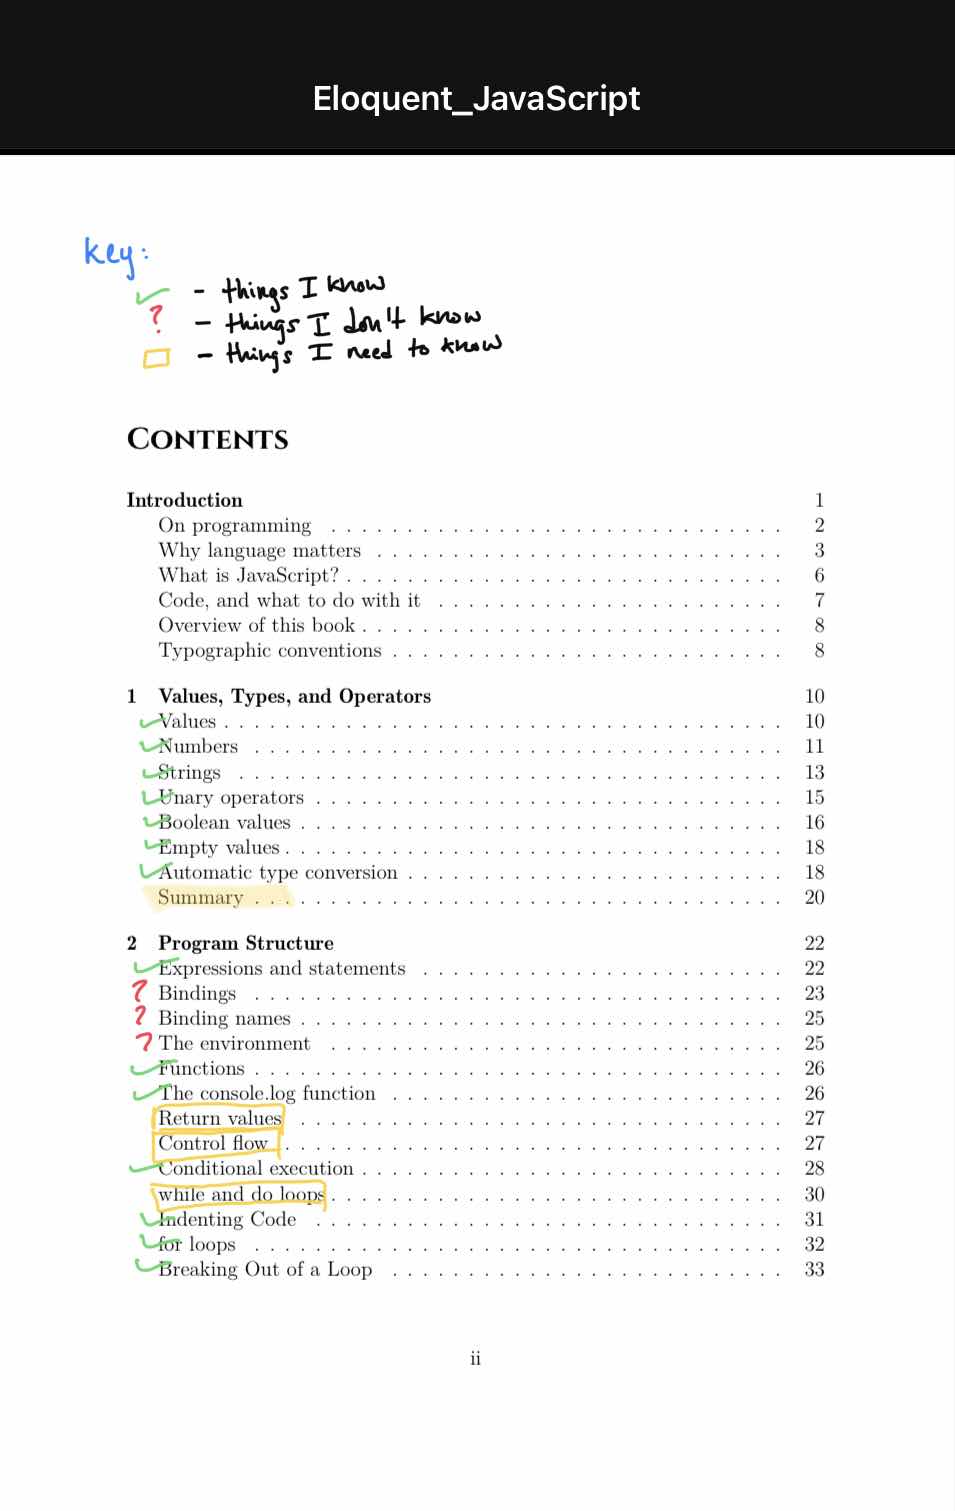 Eloquent_JavaScript
key:
✓ - things I know
? - things I don't know
□ - things I need to know
CONTENTS
Introduction 1
On programming . . . . . . . . . . . . . . . . . . . . . . . . . . . . . . 2
Why language matters . . . . . . . . . . . . . . . . . . . . . . . . . . . 3
What is JavaScript? . . . . . . . . . . . . . . . . . . . . . . . . . . . . . 6
Code, and what to do with it . . . . . . . . . . . . . . . . . . . . . . . 7
Overview of this book . . . . . . . . . . . . . . . . . . . . . . . . . . . . 8
Typographic conventions . . . . . . . . . . . . . . . . . . . . . . . . . . 8
1 Values, Types, and Operators 10
✓ Values . . . . . . . . . . . . . . . . . . . . . . . . . . . . . . . . . . . . . 10
✓ Numbers . . . . . . . . . . . . . . . . . . . . . . . . . . . . . . . . . . . 11
✓ Strings . . . . . . . . . . . . . . . . . . . . . . . . . . . . . . . . . . . . 13
✓ Unary operators . . . . . . . . . . . . . . . . . . . . . . . . . . . . . . . 15
✓ Boolean values . . . . . . . . . . . . . . . . . . . . . . . . . . . . . . . . 16
✓ Empty values . . . . . . . . . . . . . . . . . . . . . . . . . . . . . . . . . 18
✓ Automatic type conversion . . . . . . . . . . . . . . . . . . . . . . . . . 18
Summary . . . . . . . . . . . . . . . . . . . . . . . . . . . . . . . . . . . 20
2 Program Structure 22
✓ Expressions and statements . . . . . . . . . . . . . . . . . . . . . . . . 22
? Bindings . . . . . . . . . . . . . . . . . . . . . . . . . . . . . . . . . . . 23
? Binding names . . . . . . . . . . . . . . . . . . . . . . . . . . . . . . . . 25
? The environment . . . . . . . . . . . . . . . . . . . . . . . . . . . . . . 25
✓ Functions . . . . . . . . . . . . . . . . . . . . . . . . . . . . . . . . . . . 26
✓ The console.log function . . . . . . . . . . . . . . . . . . . . . . . . . . 26
Return values . . . . . . . . . . . . . . . . . . . . . . . . . . . . . . . . 27
Control flow . . . . . . . . . . . . . . . . . . . . . . . . . . . . . . . . . 27
✓ Conditional execution . . . . . . . . . . . . . . . . . . . . . . . . . . . . 28
while and do loops . . . . . . . . . . . . . . . . . . . . . . . . . . . . . . 30
✓ Indenting Code . . . . . . . . . . . . . . . . . . . . . . . . . . . . . . . 31
✓ for loops . . . . . . . . . . . . . . . . . . . . . . . . . . . . . . . . . . . 32
✓ Breaking Out of a Loop . . . . . . . . . . . . . . . . . . . . . . . . . . 33
ii